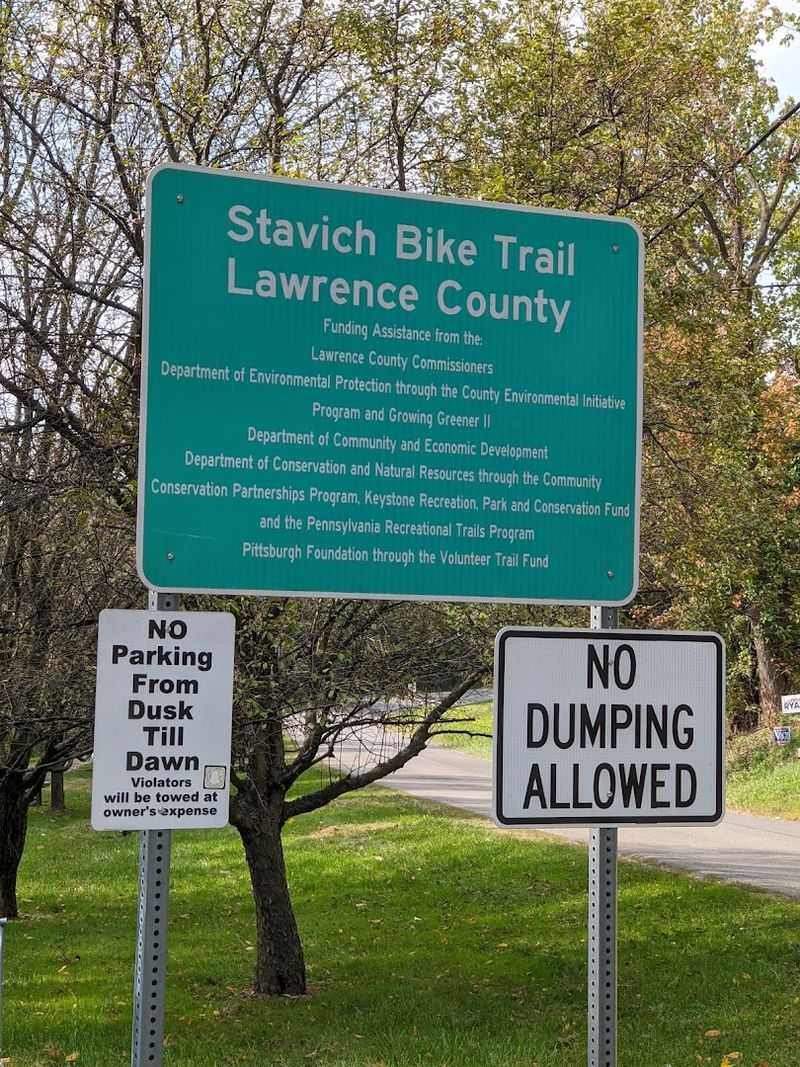 Stavich Bike Trail
Lawrence County
Funding Assistance from the:
Lawrence County Commissioners
Department of Environmental Protection through the County Environmental Initiative
Program and Growing Greener II
Department of Community and Economic Development
Department of Conservation and Natural Resources through the Community
Conservation Partnerships Program, Keystone Recreation, Park and Conservation Fund
and the Pennsylvania Recreational Trails Program
Pittsburgh Foundation through the Volunteer Trail Fund
NO
Parking
From
Dusk
Till
Dawn
Violators
will be towed at
owner's expense
NO
DUMPING
ALLOWED
RYA